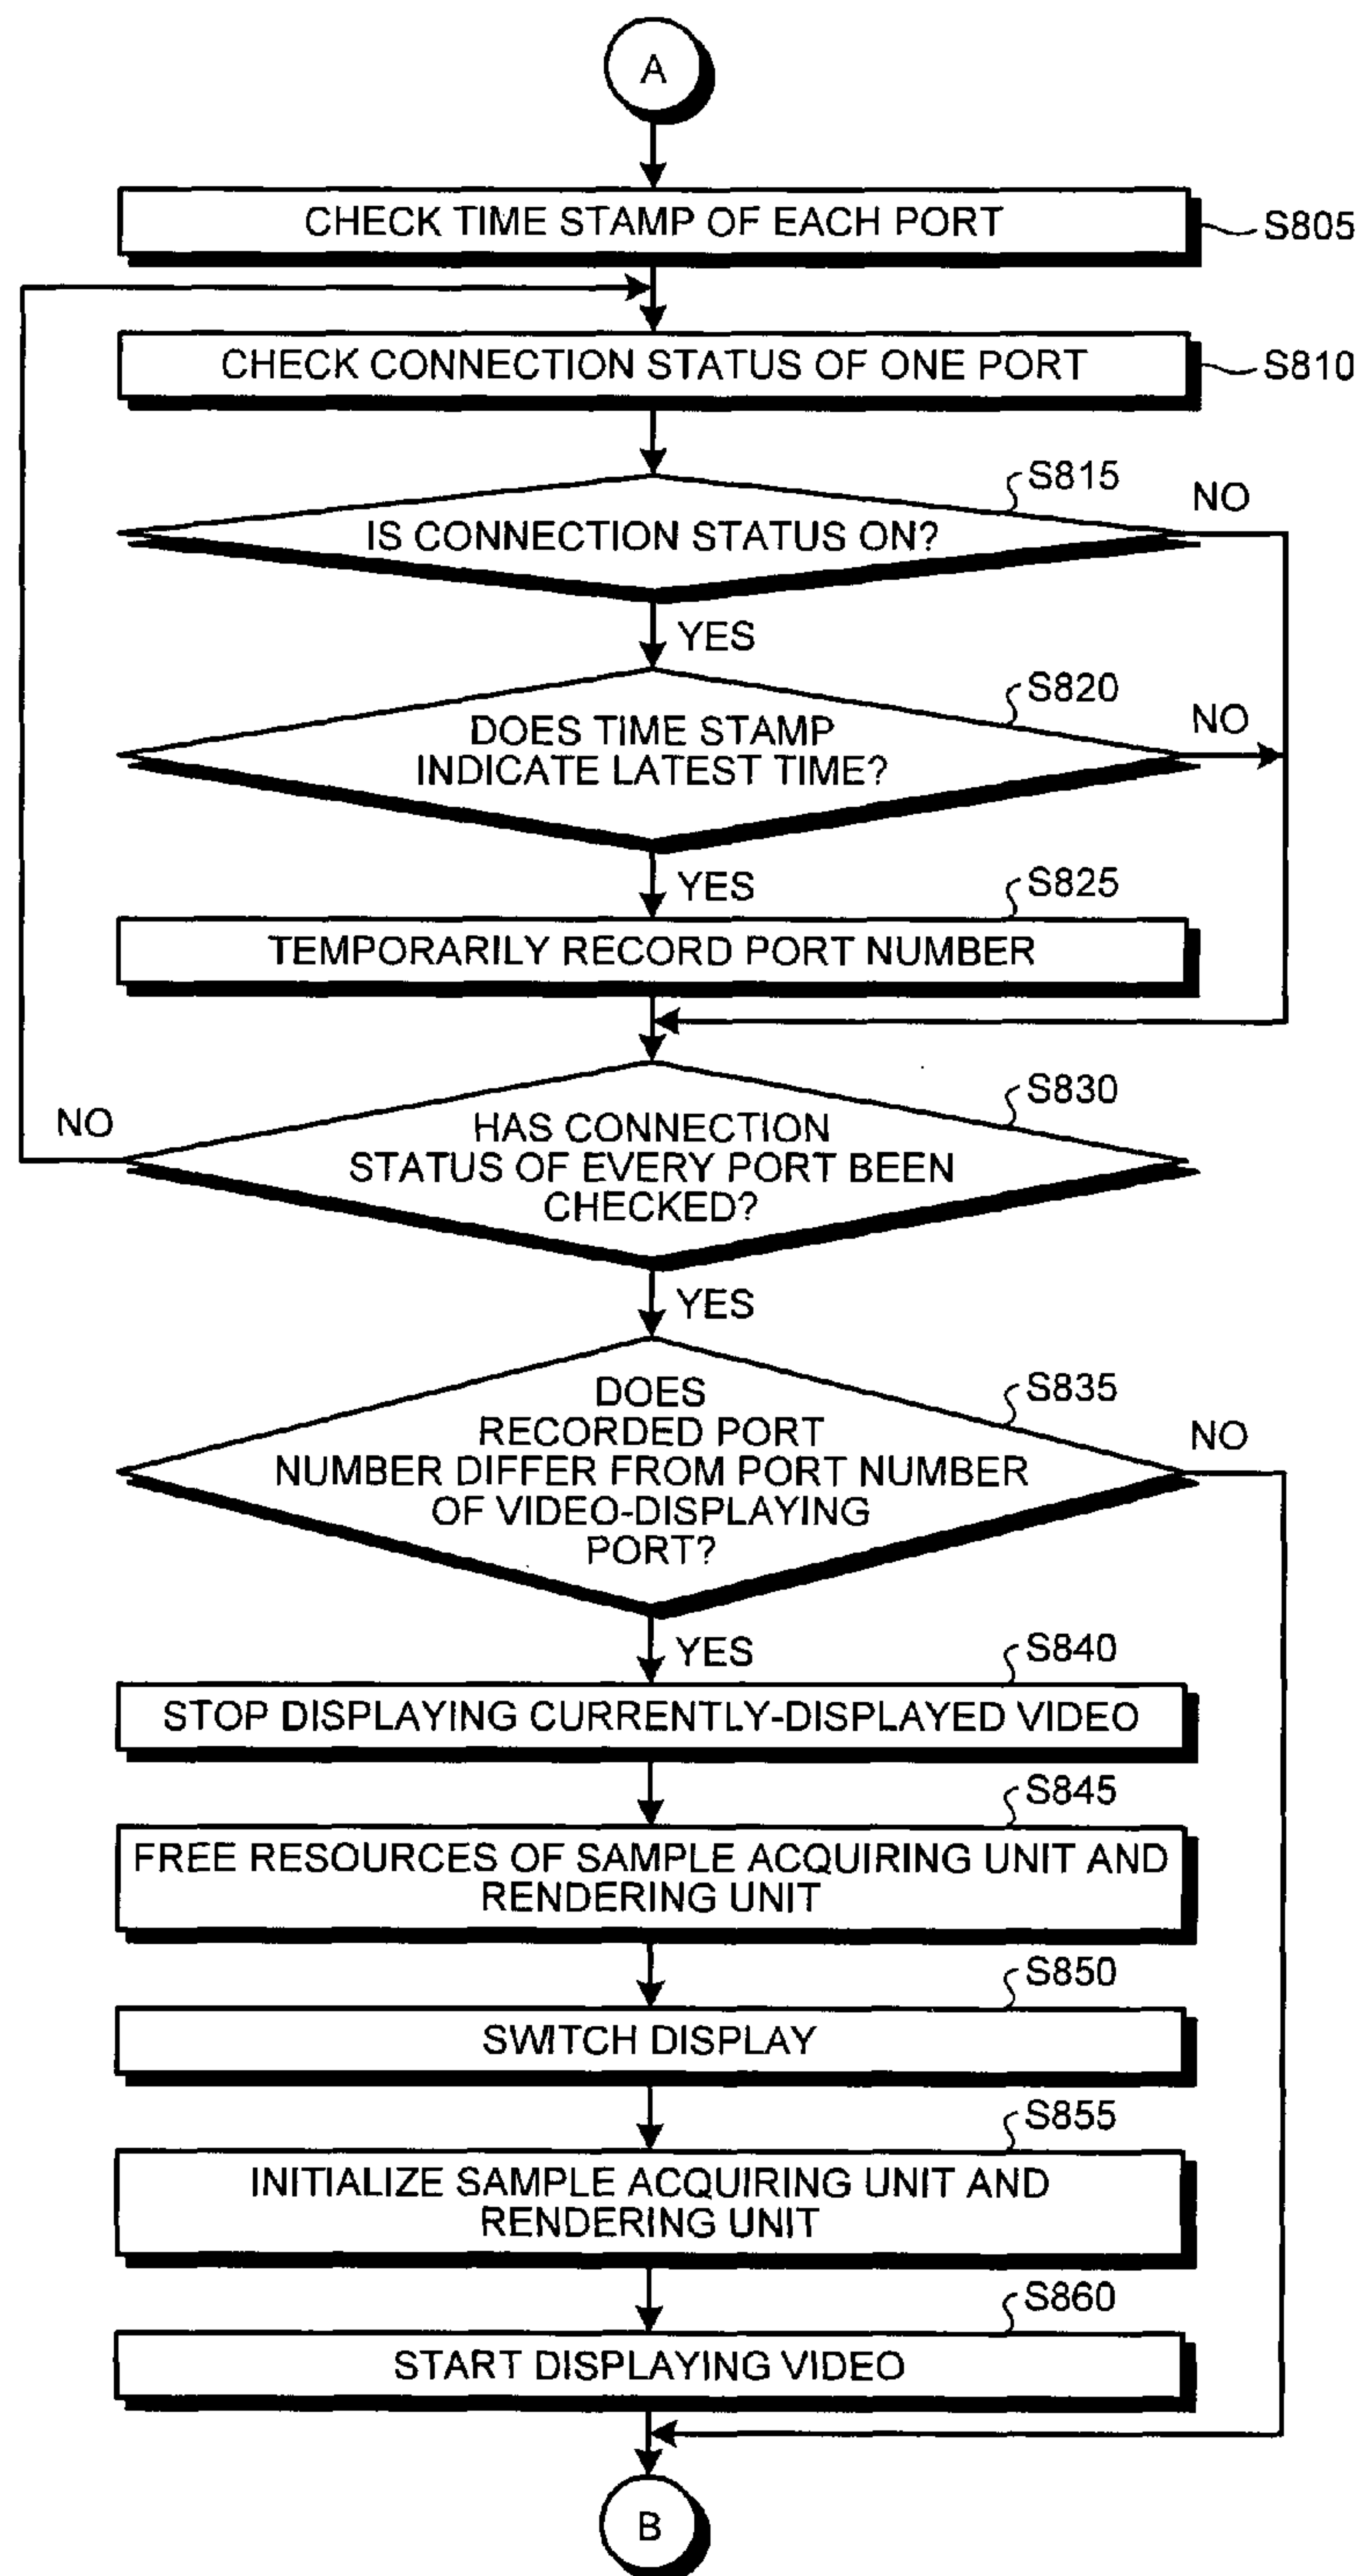 A
CHECK TIME STAMP OF EACH PORT
S805
CHECK CONNECTION STATUS OF ONE PORT
S810
S815
NO
IS CONNECTION STATUS ON?
YES
S820
NO
DOES TIME STAMP
INDICATE LATEST TIME?
YES
S825
TEMPORARILY RECORD PORT NUMBER
S830
NO
HAS CONNECTION
STATUS OF EVERY PORT BEEN
CHECKED?
YES
S835
NO
DOES
RECORDED PORT
NUMBER DIFFER FROM PORT NUMBER
OF VIDEO-DISPLAYING
PORT?
YES
S840
STOP DISPLAYING CURRENTLY-DISPLAYED VIDEO
S845
FREE RESOURCES OF SAMPLE ACQUIRING UNIT AND
RENDERING UNIT
S850
SWITCH DISPLAY
S855
INITIALIZE SAMPLE ACQUIRING UNIT AND
RENDERING UNIT
S860
START DISPLAYING VIDEO
B